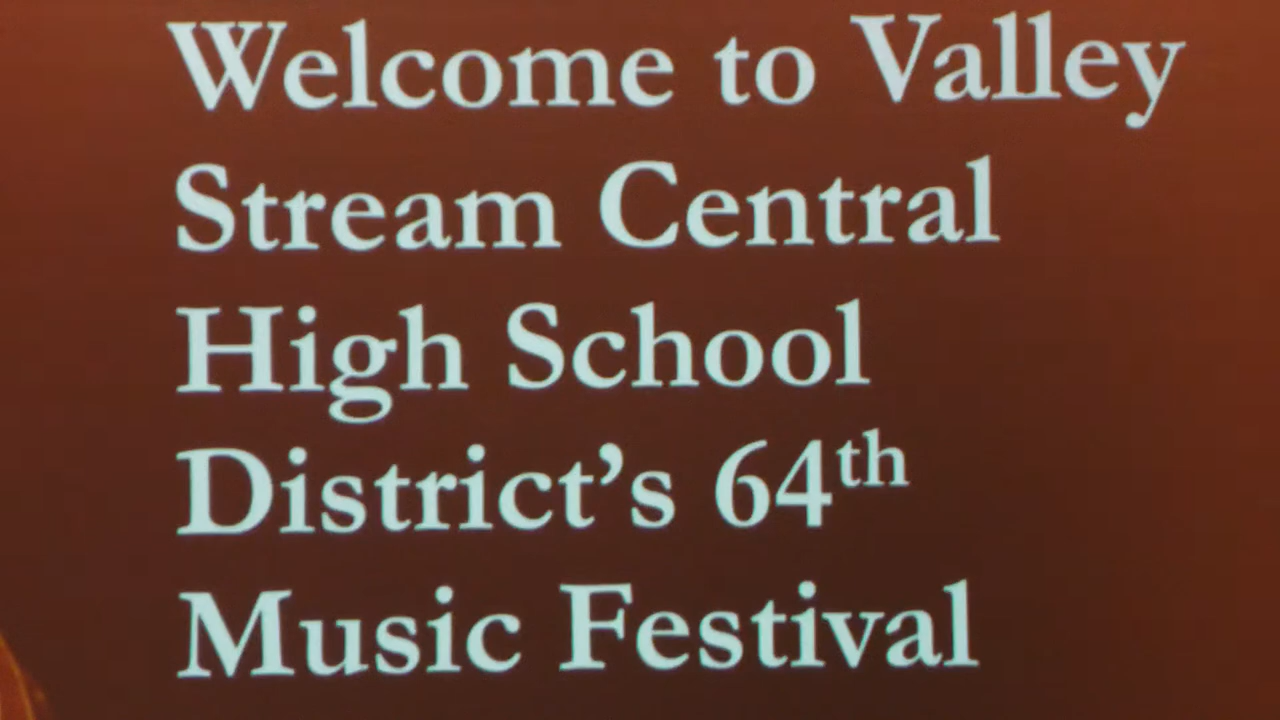 Welcome to Valley
Stream Central
High School
District’s 64th
Music Festival